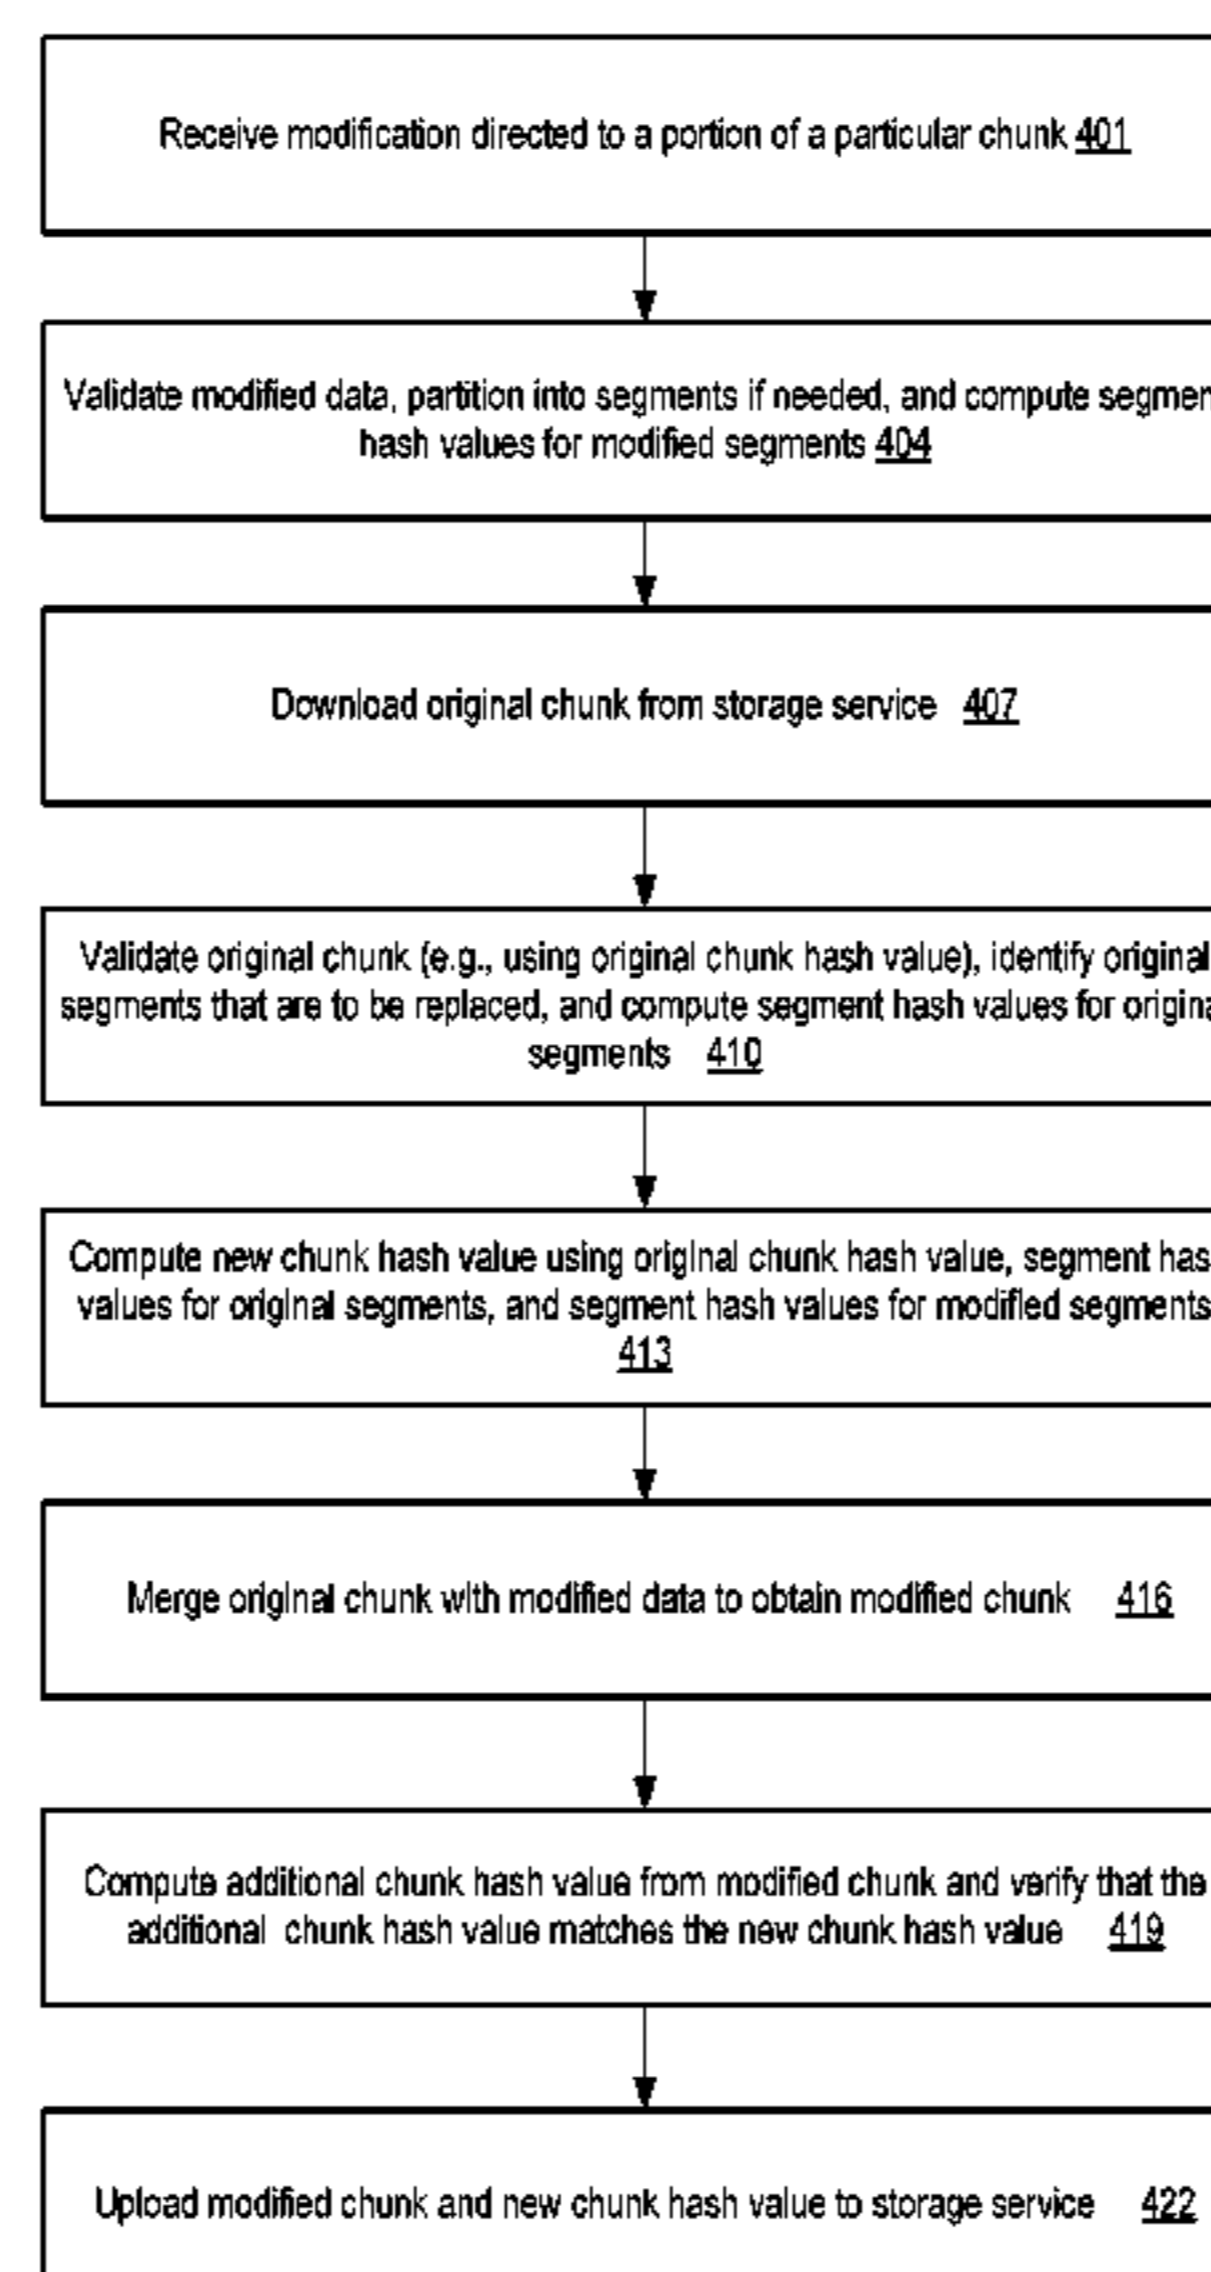 Receive modification directed to a portion of a particular chunk 401
Validate modified data, partition into segments if needed, and compute segmen
hash values for modified segments 404
Download original chunk from storage service 407
Validate original chunk (e.g., using original chunk hash value), identify original
segments that are to be replaced, and compute segment hash values for origina
segments 410
Compute new chunk hash value using original chunk hash value, segment has
values for original segments, and segment hash values for modified segments
413
Merge original chunk with modified data to obtain modified chunk 416
Compute additional chunk hash value from modified chunk and verify that the
additional chunk hash value matches the new chunk hash value 419
Upload modified chunk and new chunk hash value to storage service 422